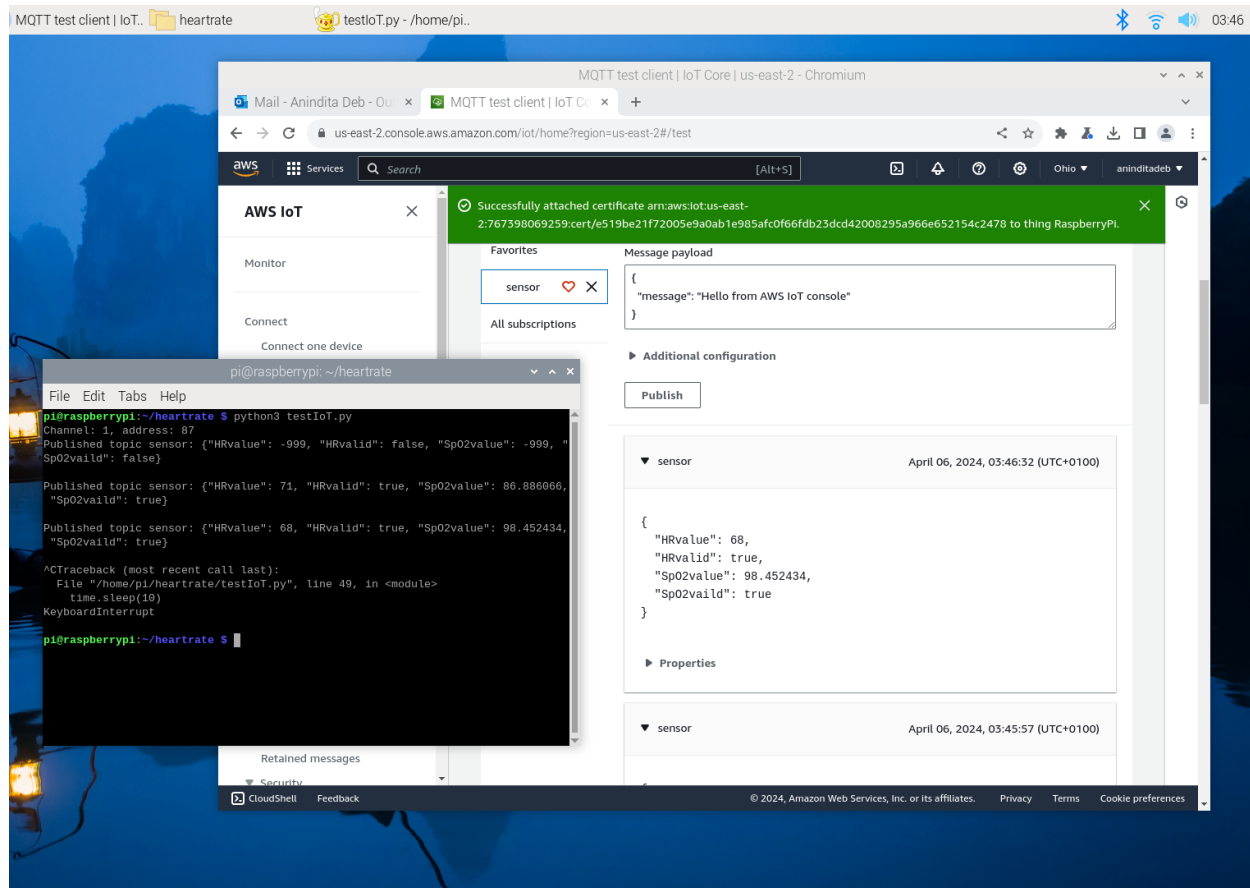 MQTT test client | IoT.. heartrate testIoT.py - /home/pi.. 03:46
MQTT test client | IoT Core | us-east-2 - Chromium
Mail - Anindita Deb - Out MQTT test client | IoT Co
us-east-2.console.aws.amazon.com/iot/home?region=us-east-2#/test
aws Services Search [Alt+S] Ohio aninditadeb
AWS IoT
Monitor
Connect
Connect one device
Successfully attached certificate arn:aws:iot:us-east-
2:767398069259:cert/e519be21f72005e9a0ab1e985afc0f66fdb23dcd42008295a966e652154c2478 to thing RaspberryPi.
Favorites
sensor
All subscriptions
Message payload
{
"message": "Hello from AWS IoT console"
}
Additional configuration
Publish
sensor April 06, 2024, 03:46:32 (UTC+0100)
{
"HRvalue": 68,
"HRvalid": true,
"SpO2value": 98.452434,
"SpO2vaild": true
}
Properties
sensor April 06, 2024, 03:45:57 (UTC+0100)
pi@raspberrypi: ~/heartrate
File Edit Tabs Help
pi@raspberrypi:~/heartrate $ python3 testIoT.py
Channel: 1, address: 87
Published topic sensor: {"HRvalue": -999, "HRvalid": false, "SpO2value": -999, "
SpO2vaild": false}
Published topic sensor: {"HRvalue": 71, "HRvalid": true, "SpO2value": 86.886066,
"SpO2vaild": true}
Published topic sensor: {"HRvalue": 68, "HRvalid": true, "SpO2value": 98.452434,
"SpO2vaild": true}
^CTraceback (most recent call last):
File "/home/pi/heartrate/testIoT.py", line 49, in <module>
time.sleep(10)
KeyboardInterrupt
pi@raspberrypi:~/heartrate $
Retained messages
Security
CloudShell Feedback © 2024, Amazon Web Services, Inc. or its affiliates. Privacy Terms Cookie preferences